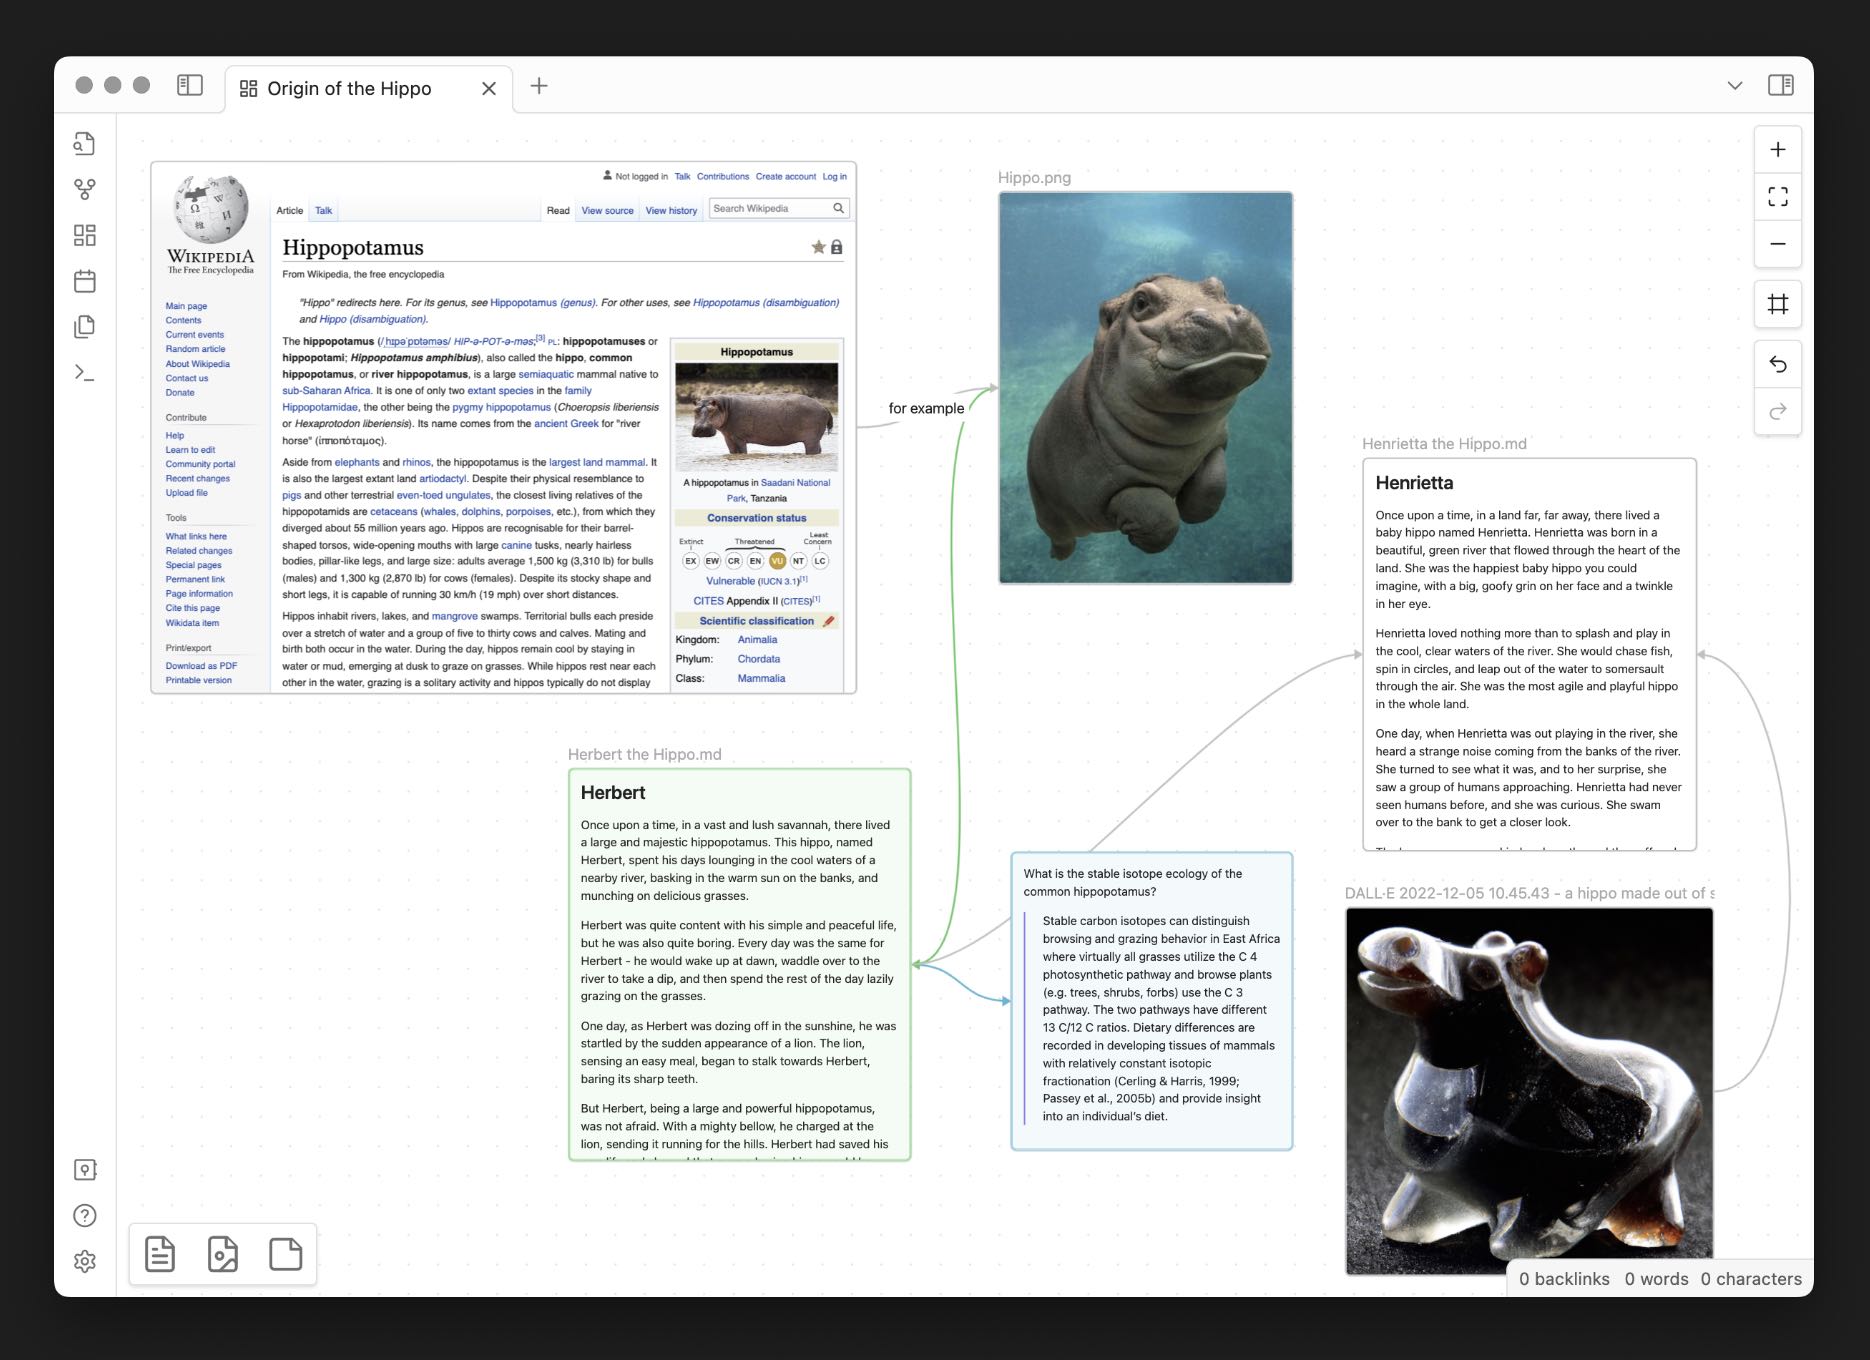 Origin of the Hippo
Not logged in Talk Contributions Create account Log in
Article Talk
Read View source View history
Search Wikipedia
WIKIPEDIA
The Free Encyclopedia
Main page
Contents
Current events
Random article
About Wikipedia
Contact us
Donate
Contribute
Help
Learn to edit
Community portal
Recent changes
Upload file
Tools
What links here
Related changes
Special pages
Permanent link
Page information
Cite this page
Wikidata item
Print/export
Download as PDF
Printable version
Hippopotamus
From Wikipedia, the free encyclopedia
"Hippo" redirects here. For its genus, see Hippopotamus (genus). For other uses, see Hippopotamus (disambiguation)
and Hippo (disambiguation).
The hippopotamus (/ˌhɪpəˈpɒtəməs/ HIP-ə-POT-ə-məs;[3] PL: hippopotamuses or
hippopotami; Hippopotamus amphibius), also called the hippo, common
hippopotamus, or river hippopotamus, is a large semiaquatic mammal native to
sub-Saharan Africa. It is one of only two extant species in the family
Hippopotamidae, the other being the pygmy hippopotamus (Choeropsis liberiensis
or Hexaprotodon liberiensis). Its name comes from the ancient Greek for "river
horse" (ἱπποπόταμος).
Aside from elephants and rhinos, the hippopotamus is the largest land mammal. It
is also the largest extant land artiodactyl. Despite their physical resemblance to
pigs and other terrestrial even-toed ungulates, the closest living relatives of the
hippopotamids are cetaceans (whales, dolphins, porpoises, etc.), from which they
diverged about 55 million years ago. Hippos are recognisable for their barrel-
shaped torsos, wide-opening mouths with large canine tusks, nearly hairless
bodies, pillar-like legs, and large size: adults average 1,500 kg (3,310 lb) for bulls
(males) and 1,300 kg (2,870 lb) for cows (females). Despite its stocky shape and
short legs, it is capable of running 30 km/h (19 mph) over short distances.
Hippos inhabit rivers, lakes, and mangrove swamps. Territorial bulls each preside
over a stretch of water and a group of five to thirty cows and calves. Mating and
birth both occur in the water. During the day, hippos remain cool by staying in
water or mud, emerging at dusk to graze on grasses. While hippos rest near each
other in the water, grazing is a solitary activity and hippos typically do not display
Hippopotamus
A hippopotamus in Saadani National
Park, Tanzania
Conservation status
Extinct Threatened Least
Concern
EX EW CR EN VU NT LC
Vulnerable (IUCN 3.1)[1]
CITES Appendix II (CITES)[1]
Scientific classification
Kingdom: Animalia
Phylum: Chordata
Class: Mammalia
for example
Hippo.png
Henrietta the Hippo.md
Henrietta
Once upon a time, in a land far, far away, there lived a
baby hippo named Henrietta. Henrietta was born in a
beautiful, green river that flowed through the heart of the
land. She was the happiest baby hippo you could
imagine, with a big, goofy grin on her face and a twinkle
in her eye.
Henrietta loved nothing more than to splash and play in
the cool, clear waters of the river. She would chase fish,
spin in circles, and leap out of the water to somersault
through the air. She was the most agile and playful hippo
in the whole land.
One day, when Henrietta was out playing in the river, she
heard a strange noise coming from the banks of the river.
She turned to see what it was, and to her surprise, she
saw a group of humans approaching. Henrietta had never
seen humans before, and she was curious. She swam
over to the bank to get a closer look.
Herbert the Hippo.md
Herbert
Once upon a time, in a vast and lush savannah, there lived
a large and majestic hippopotamus. This hippo, named
Herbert, spent his days lounging in the cool waters of a
nearby river, basking in the warm sun on the banks, and
munching on delicious grasses.
Herbert was quite content with his simple and peaceful life,
but he was also quite boring. Every day was the same for
Herbert - he would wake up at dawn, waddle over to the
river to take a dip, and then spend the rest of the day lazily
grazing on the grasses.
One day, as Herbert was dozing off in the sunshine, he was
startled by the sudden appearance of a lion. The lion,
sensing an easy meal, began to stalk towards Herbert,
baring its sharp teeth.
But Herbert, being a large and powerful hippopotamus,
was not afraid. With a mighty bellow, he charged at the
lion, sending it running for the hills. Herbert had saved his
What is the stable isotope ecology of the
common hippopotamus?
Stable carbon isotopes can distinguish
browsing and grazing behavior in East Africa
where virtually all grasses utilize the C 4
photosynthetic pathway and browse plants
(e.g. trees, shrubs, forbs) use the C 3
pathway. The two pathways have different
13 C/12 C ratios. Dietary differences are
recorded in developing tissues of mammals
with relatively constant isotopic
fractionation (Cerling & Harris, 1999;
Passey et al., 2005b) and provide insight
into an individual's diet.
DALL·E 2022-12-05 10.45.43 - a hippo made out of s
0 backlinks 0 words 0 characters